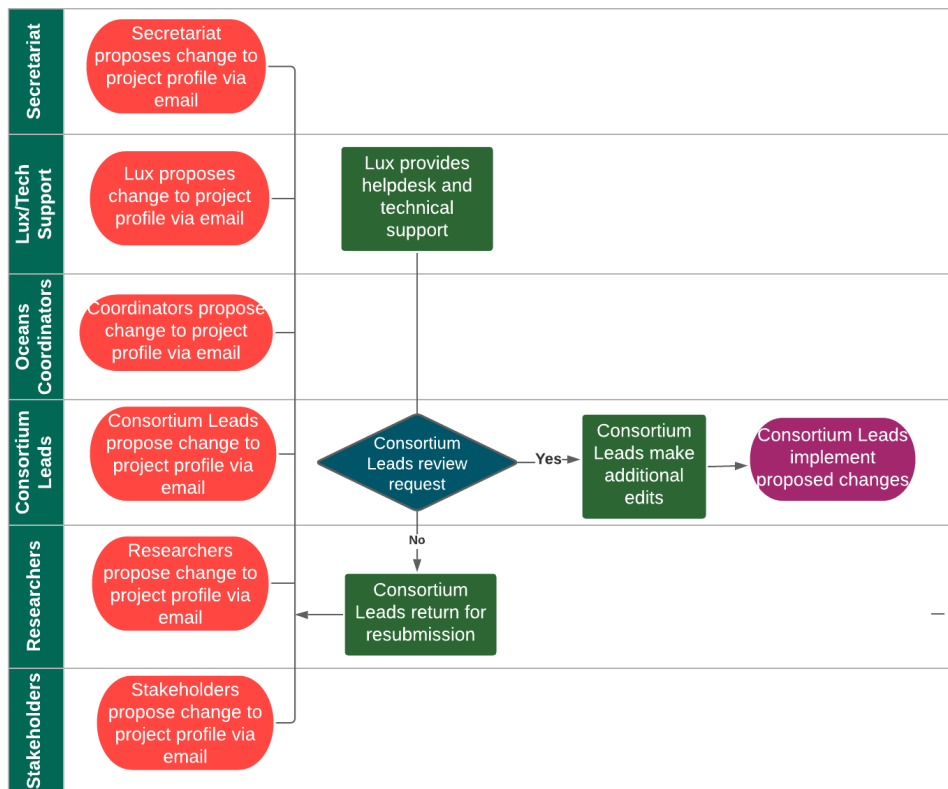 Secretariat
Secretariat
proposes change to
project profile via
email
Lux/Tech
Support
Lux proposes
change to project
profile via email
Lux provides
helpdesk and
technical
support
Oceans
Coordinators
Coordinators propose
change to project
profile via email
Consortium
Leads
Consortium Leads
propose change to
project profile via
email
Consortium
Leads review
request
Yes
Consortium
Leads make
additional
edits
Consortium Leads
implement
proposed changes
No
Researchers
Researchers
propose change to
project profile via
email
Consortium
Leads return for
resubmission
Stakeholders
Stakeholders
propose change to
project profile via
email